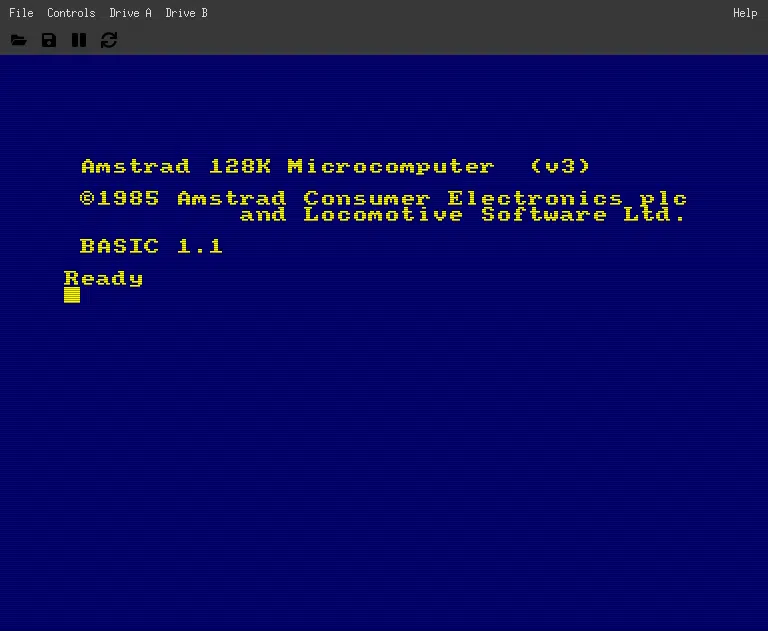 File Controls Drive A Drive B Help
Amstrad 128K Microcomputer (v3)
©1985 Amstrad Consumer Electronics plc
and Locomotive Software Ltd.
BASIC 1.1
Ready